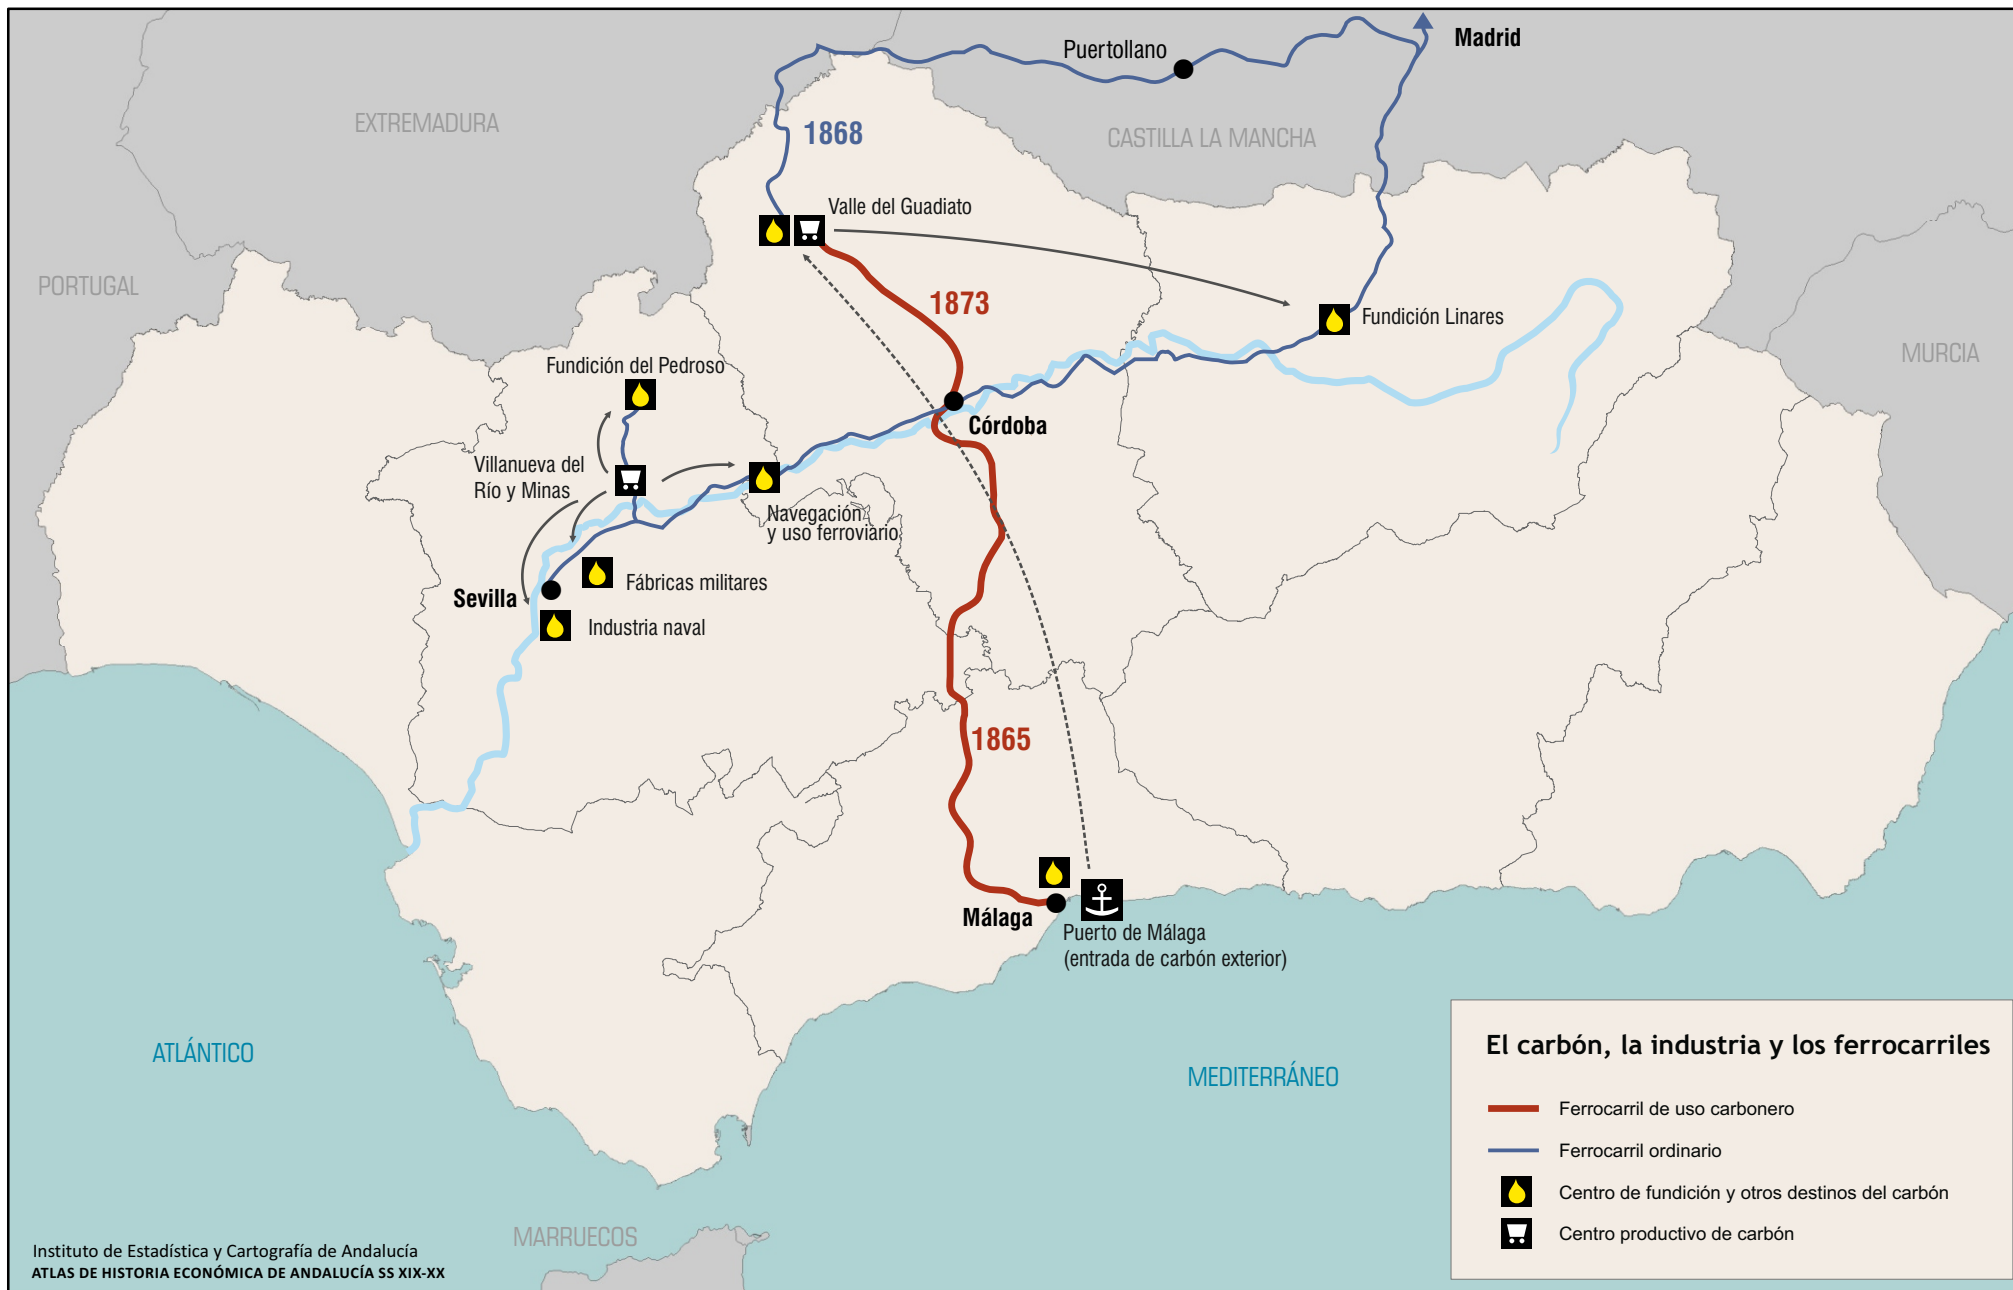 Madrid
Puertollano
EXTREMADURA
1868
CASTILLA LA MANCHA
Valle del Guadiato
PORTUGAL
1873
Fundición Linares
MURCIA
Fundición del Pedroso
Córdoba
Villanueva del
Río y Minas
Navegación
y uso ferroviario
Fábricas militares
Sevilla
Industria naval
1865
Málaga
Puerto de Málaga
(entrada de carbón exterior)
ATLÁNTICO
MEDITERRÁNEO
MARRUECOS
El carbón, la industria y los ferrocarriles
Ferrocarril de uso carbonero
Ferrocarril ordinario
Centro de fundición y otros destinos del carbón
Centro productivo de carbón
Instituto de Estadística y Cartografía de Andalucía
ATLAS DE HISTORIA ECONÓMICA DE ANDALUCÍA SS XIX-XX